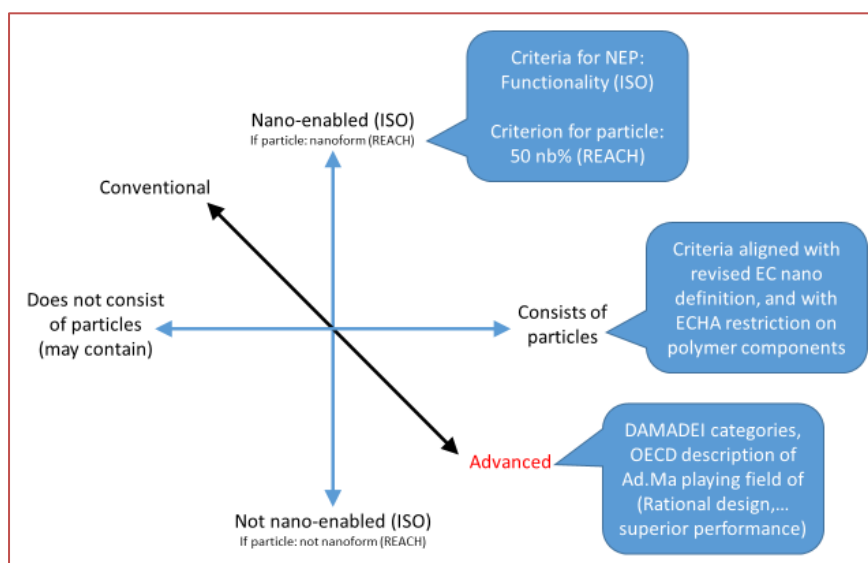 Criteria for NEP:
Functionality (ISO)
Criterion for particle:
50 nb% (REACH)
Nano-enabled (ISO)
If particle: nanoform (REACH)
Conventional
Does not consist
of particles
(may contain)
Consists of
particles
Criteria aligned with
revised EC nano
definition, and with
ECHA restriction on
polymer components
Advanced
DAMADEI categories,
OECD description of
Ad.Ma playing field of
(Rational design,...
superior performance)
Not nano-enabled (ISO)
If particle: not nanoform (REACH)